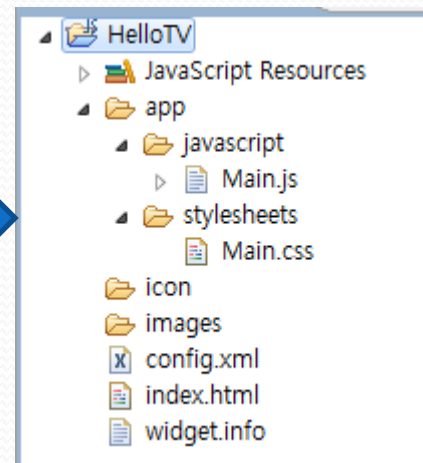 HelloTV
JavaScript Resources
app
javascript
Main.js
stylesheets
Main.css
icon
images
config.xml
index.html
widget.info